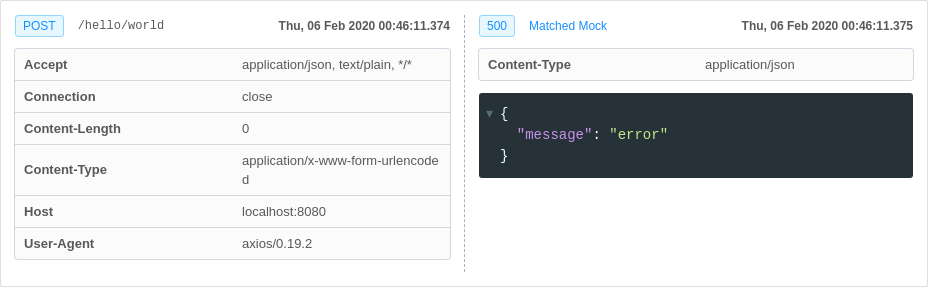 POST /hello/world Thu, 06 Feb 2020 00:46:11.374
Accept application/json, text/plain, */*
Connection close
Content-Length 0
Content-Type application/x-www-form-urlencode
d
Host localhost:8080
User-Agent axios/0.19.2
500 Matched Mock Thu, 06 Feb 2020 00:46:11.375
Content-Type application/json
{
"message": "error"
}